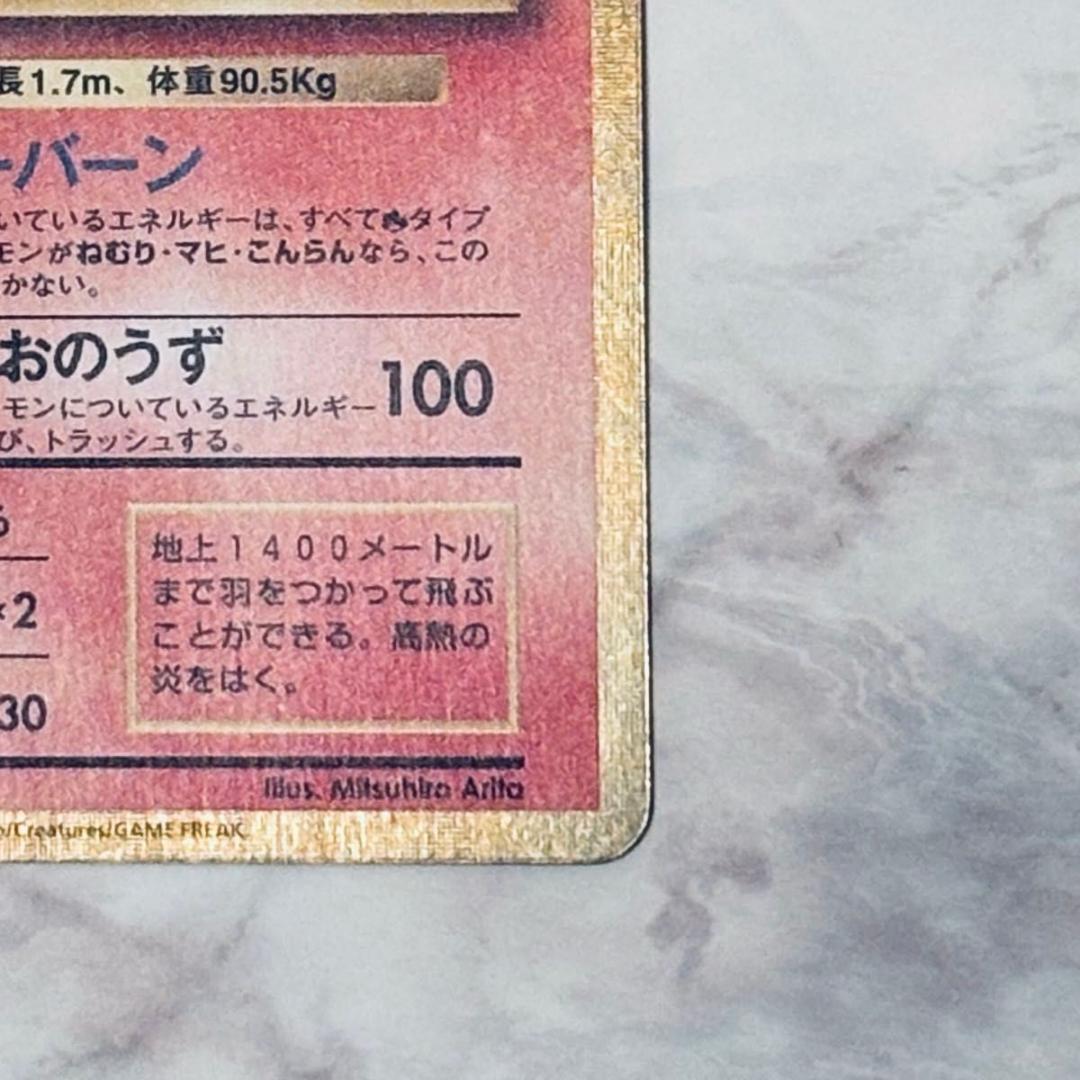 長1.7m、体重90.5Kg
ーバーン
いているエネルギーは、すべて🔥タイプ
モンがねむり・マヒ・こんらんなら、この
かない。
おのうず
100
モンについているエネルギー
び、トラッシュする。
6
×2
30
地上1400メートル
まで羽をつかって飛ぶ
ことができる。高熱の
炎をはく。
Illus. Mitsuhiro Arita
/Creatures/GAME FREAK